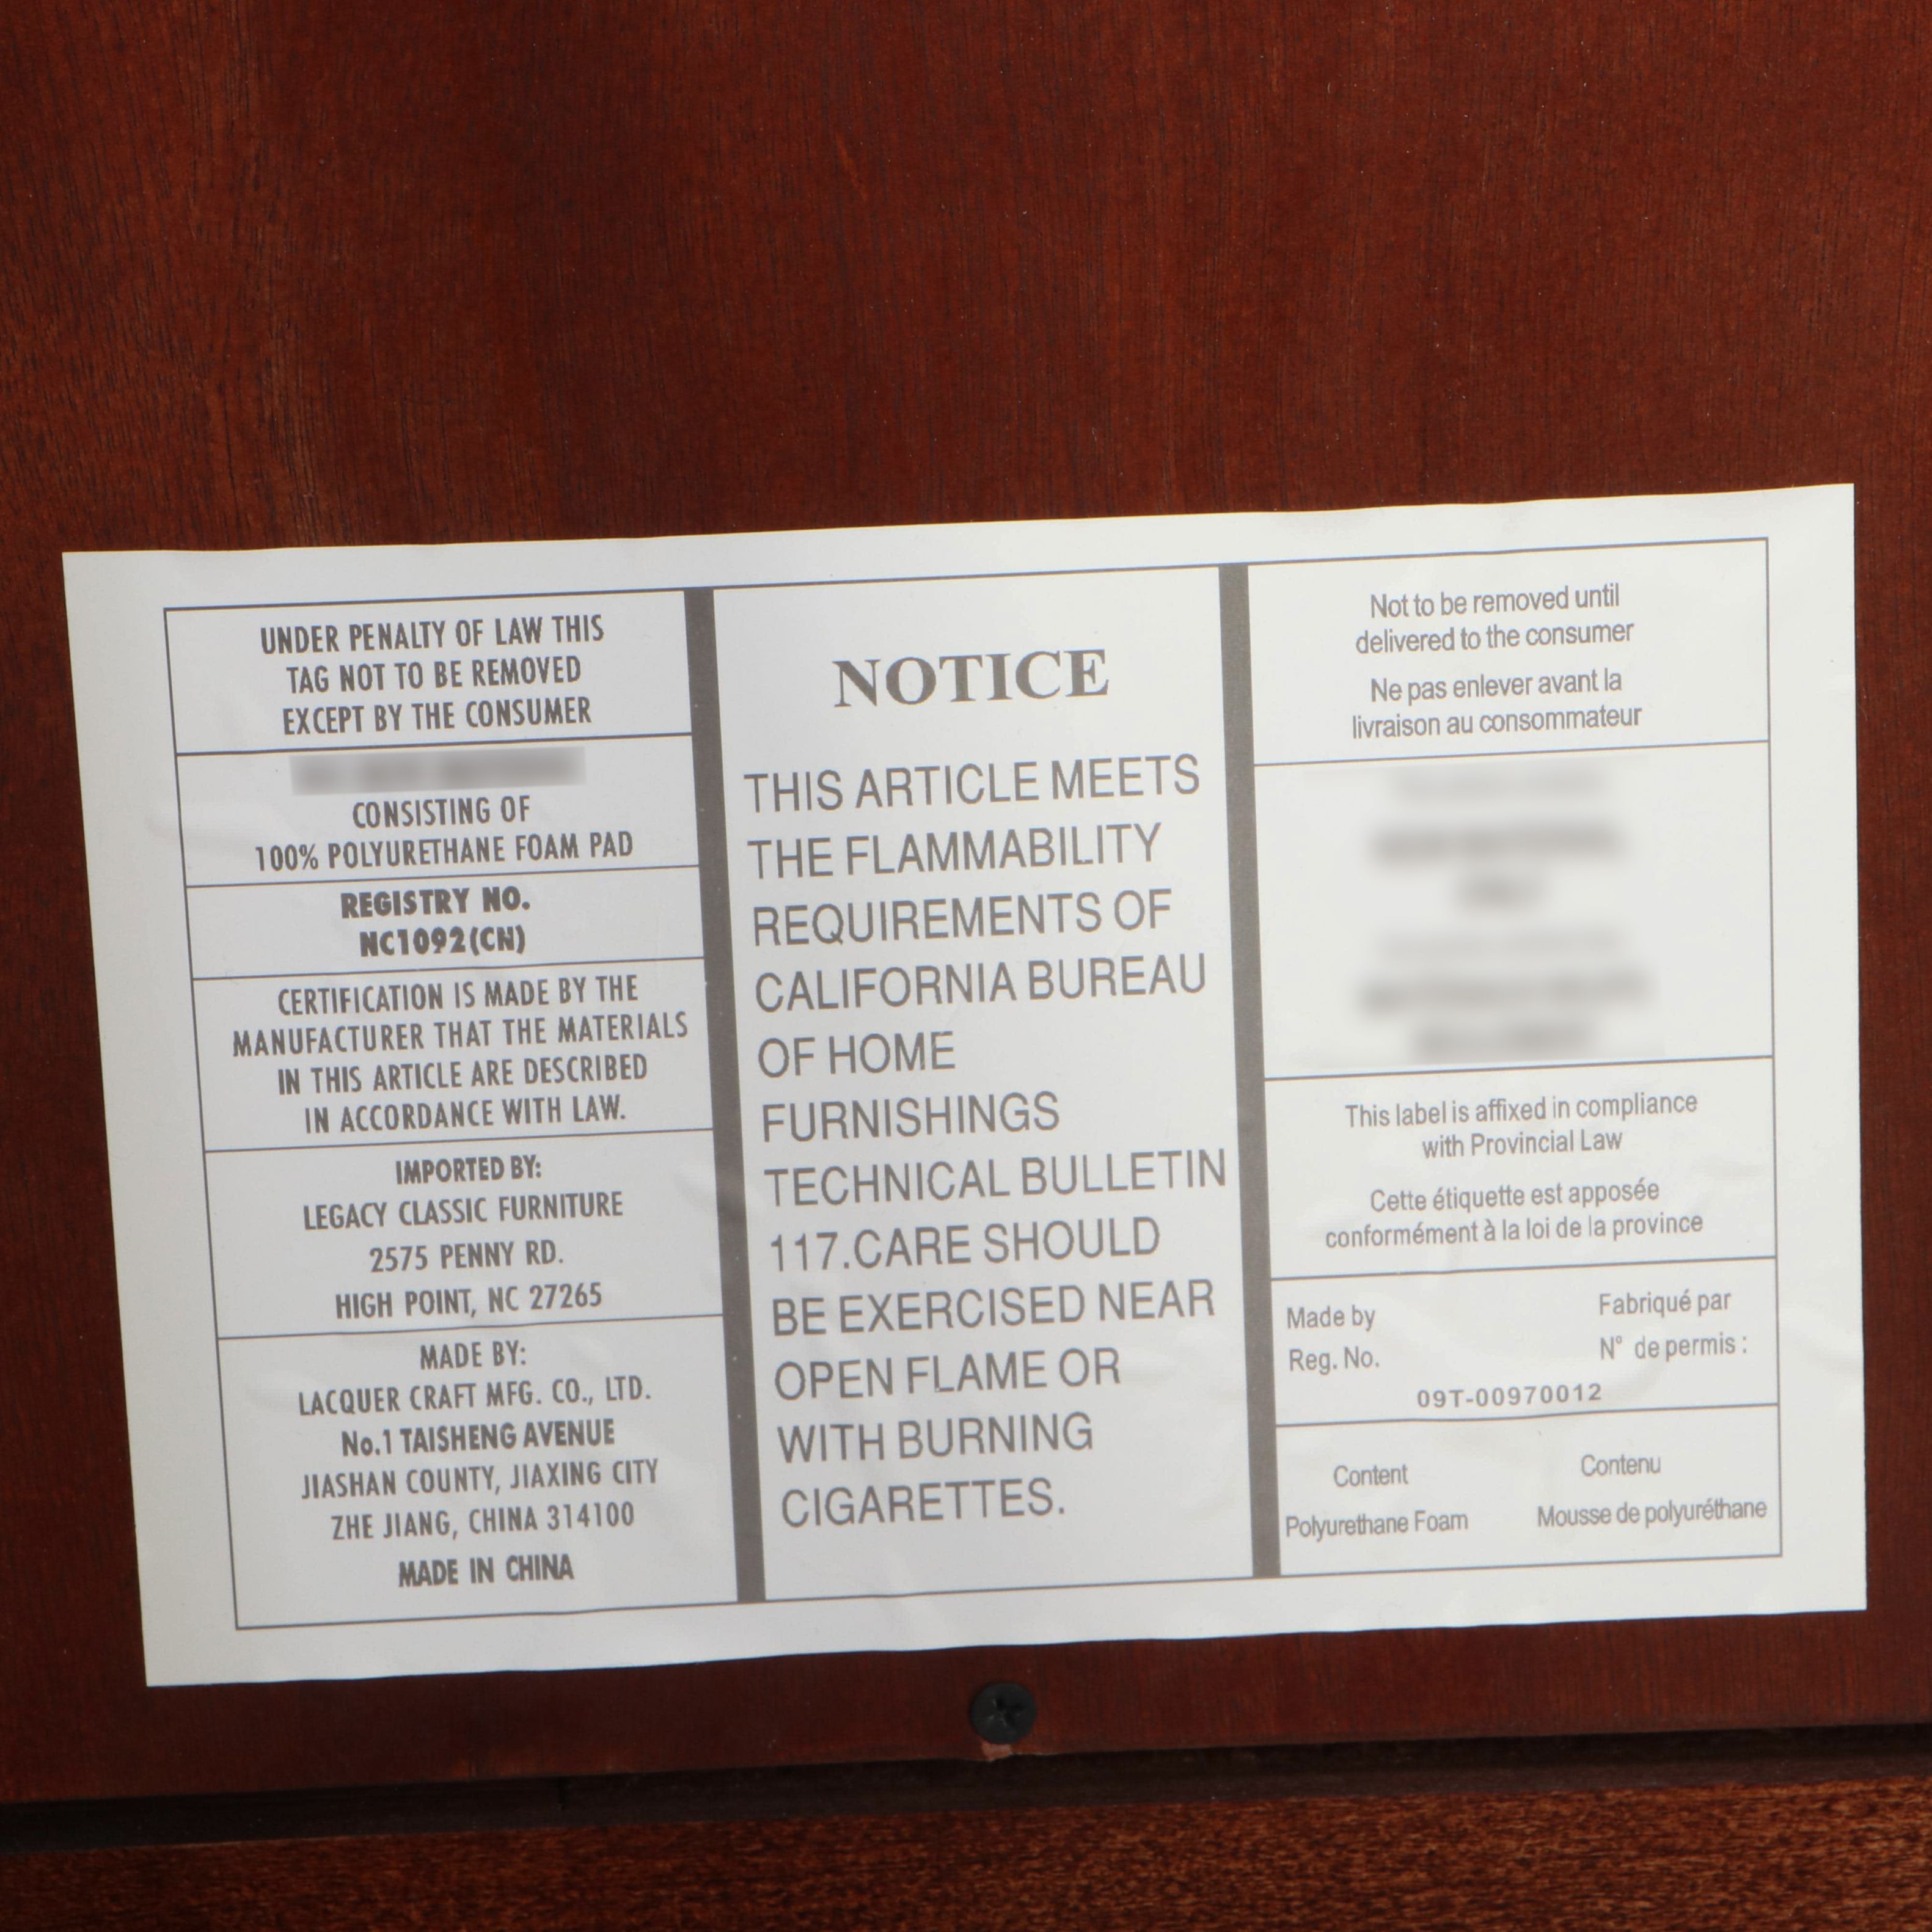 UNDER PENALTY OF LAW THIS
TAG NOT TO BE REMOVED
EXCEPT BY THE CONSUMER
CONSISTING OF
100% POLYURETHANE FOAM PAD
REGISTRY NO.
NC1092(CN)
CERTIFICATION IS MADE BY THE
MANUFACTURER THAT THE MATERIALS
IN THIS ARTICLE ARE DESCRIBED
IN ACCORDANCE WITH LAW.
IMPORTED BY:
LEGACY CLASSIC FURNITURE
2575 PENNY RD.
HIGH POINT, NC 27265
MADE BY:
LACQUER CRAFT MFG. CO., LTD.
No.1 TAISHENG AVENUE
JIASHAN COUNTY, JIAXING CITY
ZHE JIANG, CHINA 314100
MADE IN CHINA
NOTICE
THIS ARTICLE MEETS
THE FLAMMABILITY
REQUIREMENTS OF
CALIFORNIA BUREAU
OF HOME
FURNISHINGS
TECHNICAL BULLETIN
117.CARE SHOULD
BE EXERCISED NEAR
OPEN FLAME OR
WITH BURNING
CIGARETTES.
Not to be removed until
delivered to the consumer
Ne pas enlever avant la
livraison au consommateur
This label is affixed in compliance
with Provincial Law
Cette étiquette est apposée
conformément à la loi de la province
Made by Fabriqué par
Reg. No. N° de permis :
09T-00970012
Content Contenu
Polyurethane Foam Mousse de polyuréthane